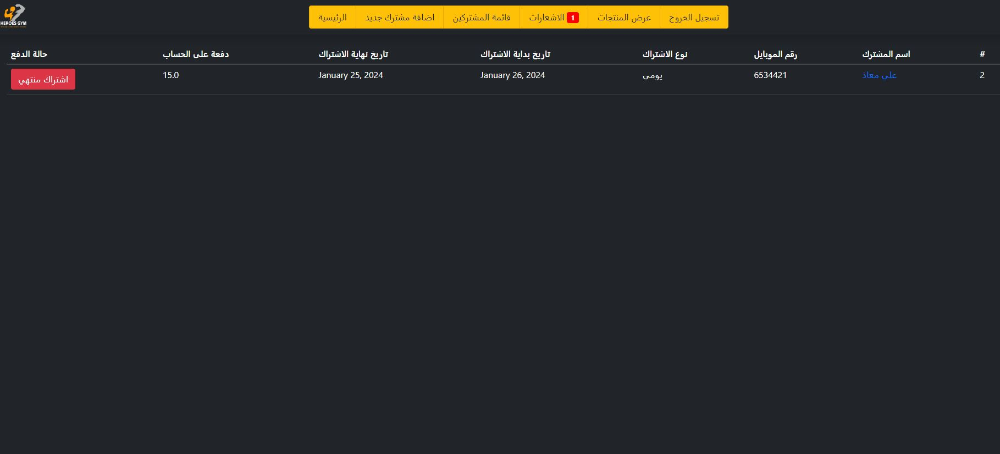 HEROES GYM
تسجيل الخروج
عرض المنتجات
الاشعارات 1
قائمة المشتركين
اضافة مشترك جديد
الرئيسية
# اسم المشترك رقم الموبايل نوع الاشتراك تاريخ بداية الاشتراك تاريخ نهاية الاشتراك دفعة على الحساب حالة الدفع
2 علي معاذ 6534421 يومي January 26, 2024 January 25, 2024 15.0 اشتراك منتهي